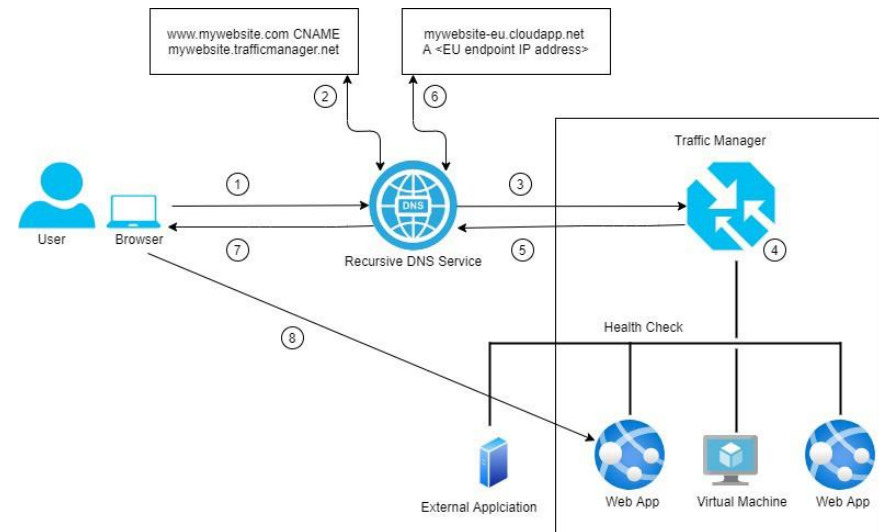 www.mywebsite.com CNAME
mywebsite.trafficmanager.net
mywebsite-eu.cloudapp.net
A <EU endpoint IP address>
2
6
Traffic Manager
1
3
DNS
User
Browser
7
5
4
Recursive DNS Service
8
Health Check
External Applciation
Web App
Virtual Machine
Web App